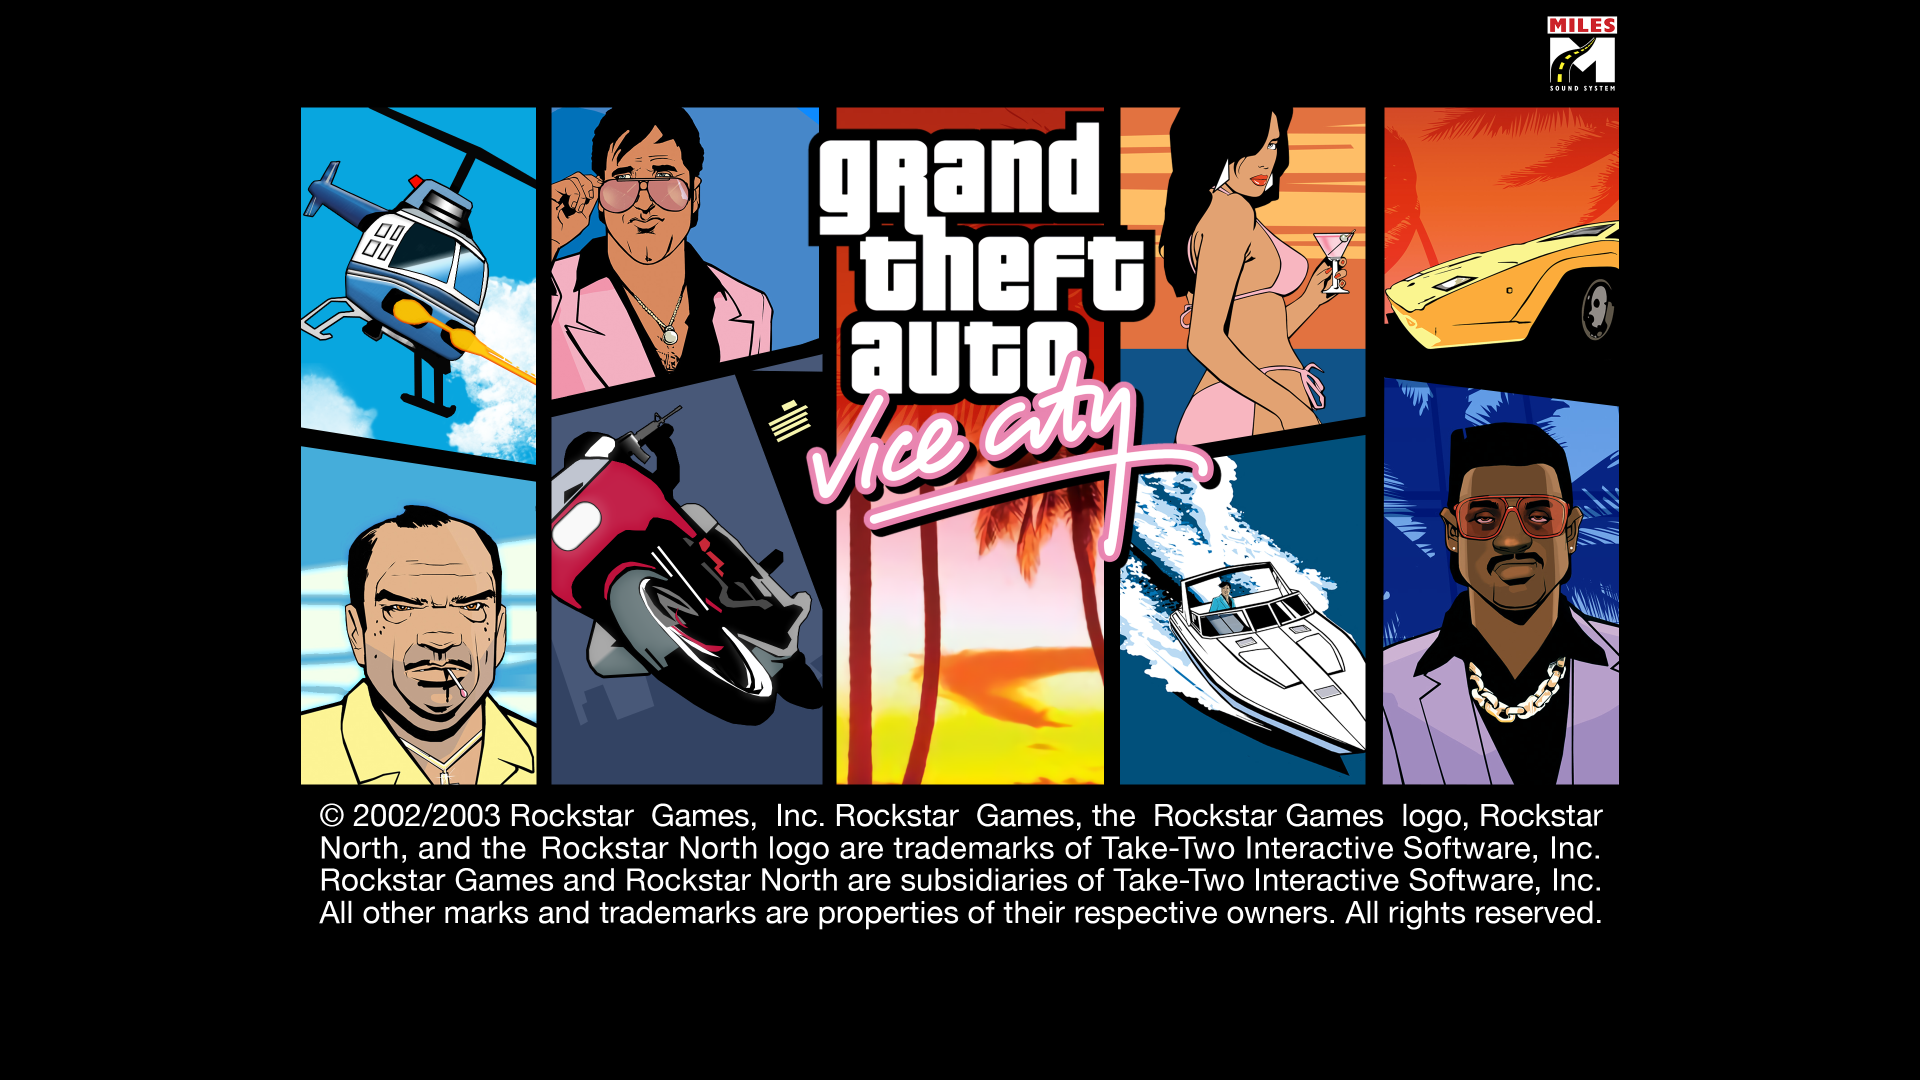 MILES
SOUND SYSTEM
grand
theft
auto
vice city
© 2002/2003 Rockstar Games, Inc. Rockstar Games, the Rockstar Games logo, Rockstar
North, and the Rockstar North logo are trademarks of Take-Two Interactive Software, Inc.
Rockstar Games and Rockstar North are subsidiaries of Take-Two Interactive Software, Inc.
All other marks and trademarks are properties of their respective owners. All rights reserved.